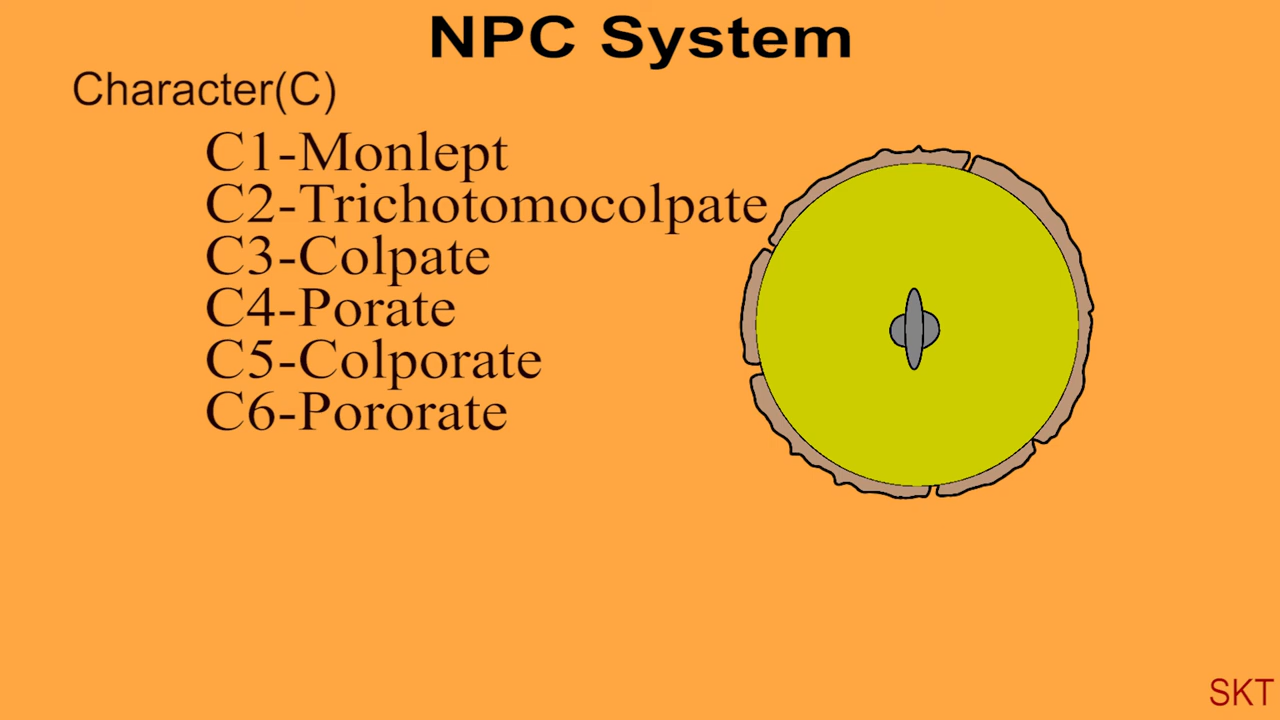 NPC System
Character(C)
C1-Monlept
C2-Trichotomocolpate
C3-Colpate
C4-Porate
C5-Colporate
C6-Pororate
SKT